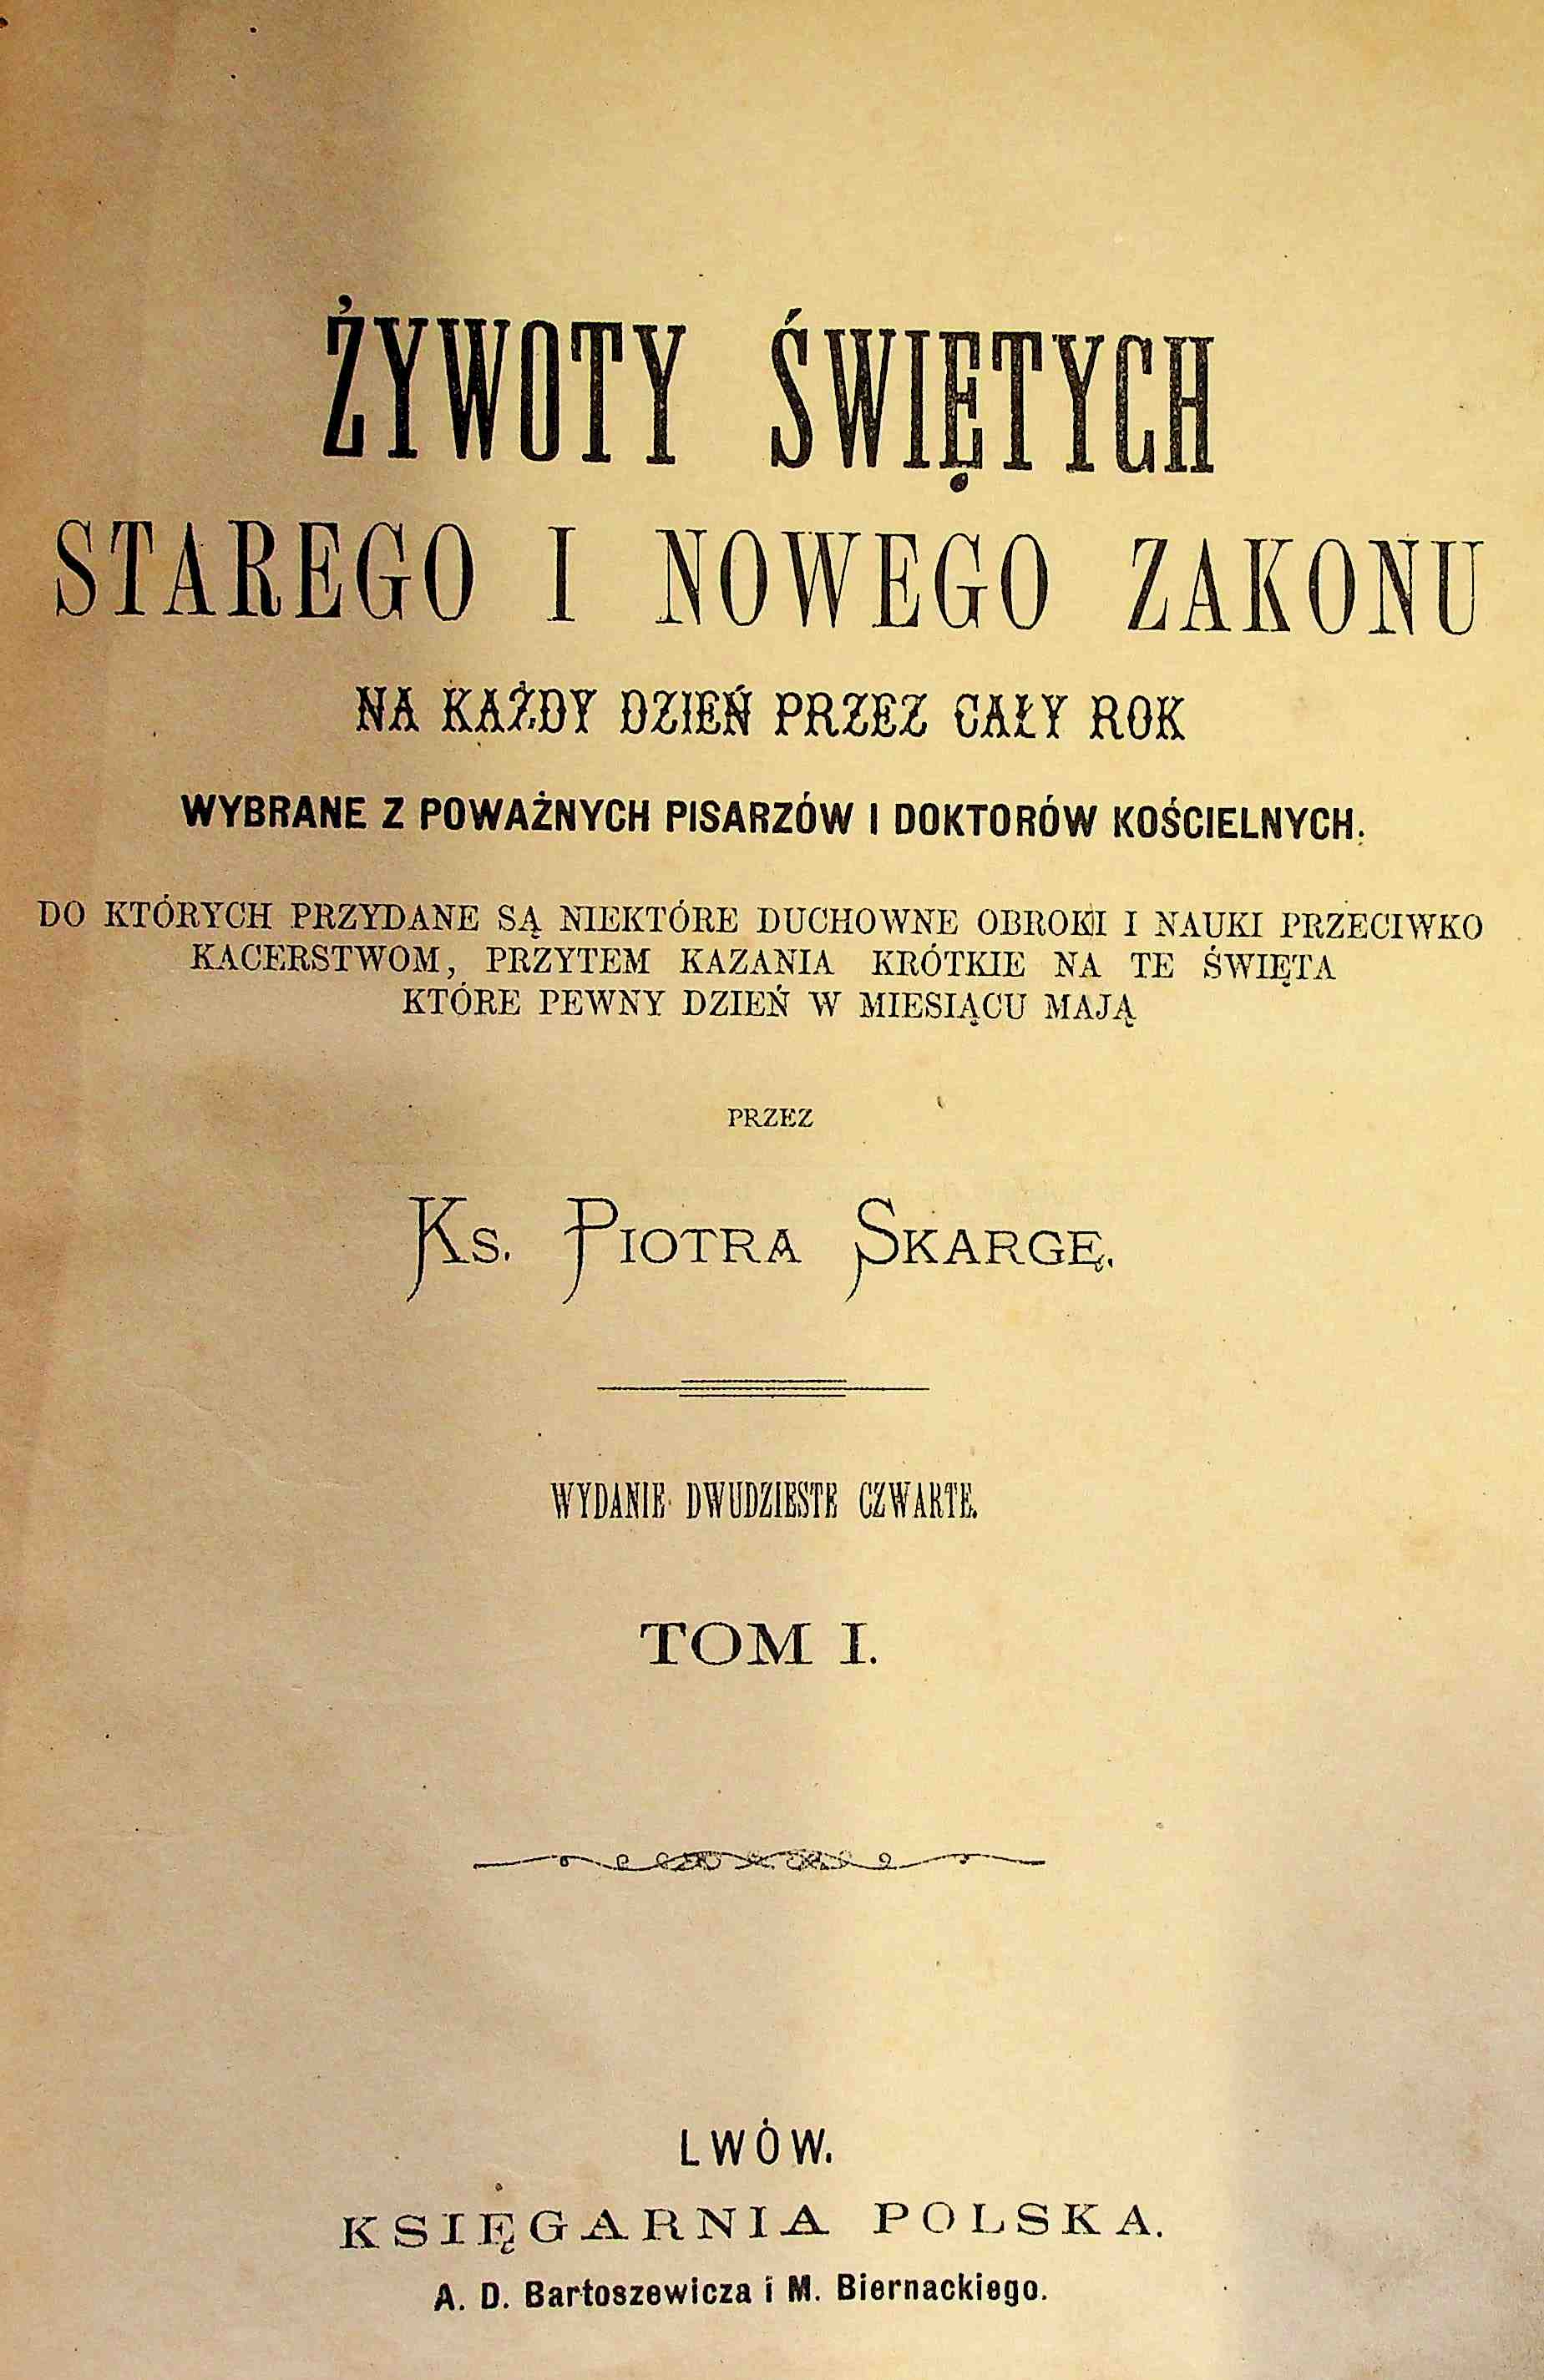 ŻYWOTY ŚWIĘTYCH
STAREGO I NOWEGO ZAKONU
NA KAŻDY DZIEŃ PRZEZ CAŁY ROK
WYBRANE Z POWAŻNYCH PISARZÓW I DOKTORÓW KOŚCIELNYCH.
DO KTÓRYCH PRZYDANE SĄ NIEKTÓRE DUCHOWNE OBROKI I NAUKI PRZECIWKO
KACERSTWOM, PRZYTEM KAZANIA KRÓTKIE NA TE ŚWIĘTA
KTÓRE PEWNY DZIEŃ W MIESIĄCU MAJĄ
PRZEZ
KS. PIOTRA SKARGĘ.
WYDANIE DWUDZIESTE CZWARTE.
TOM I.
LWÓW.
KSIĘGARNIA POLSKA.
A. D. Bartoszewicza i M. Biernackiego.